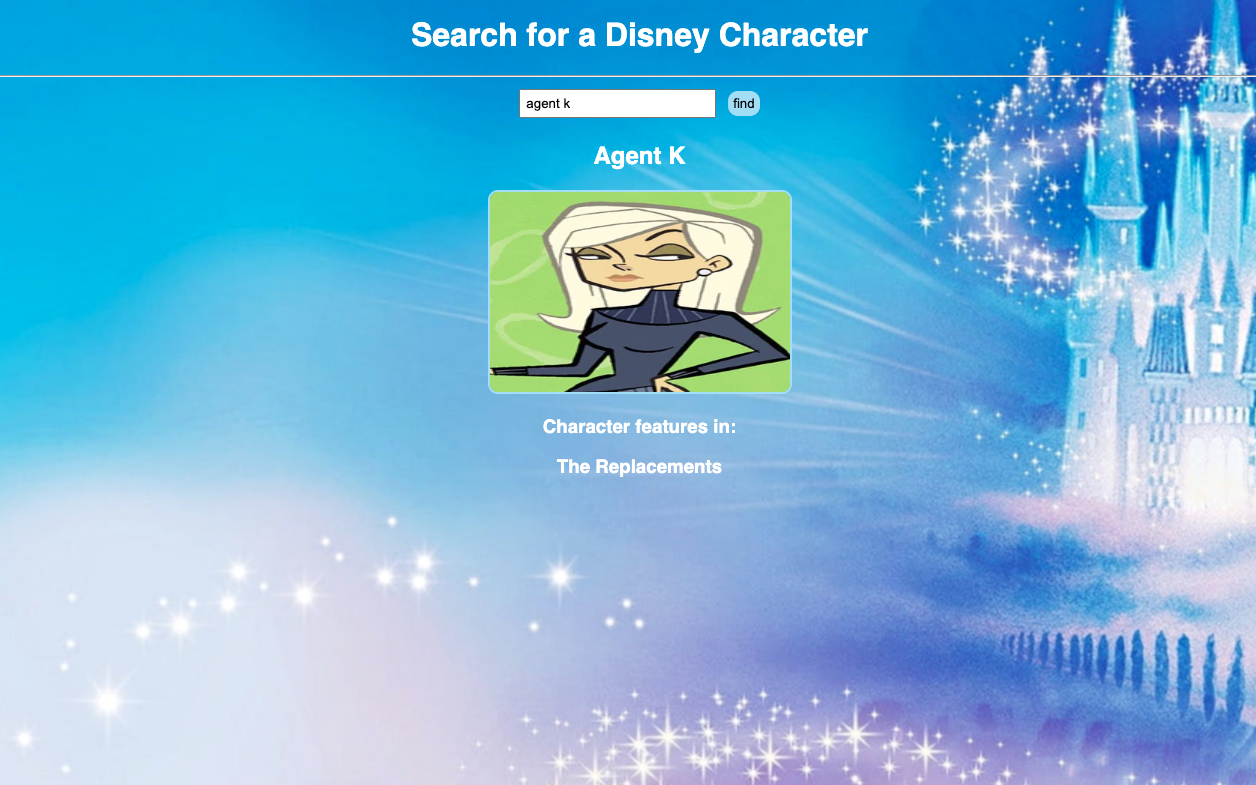 Search for a Disney Character
agent k find
Agent K
Character features in:
The Replacements